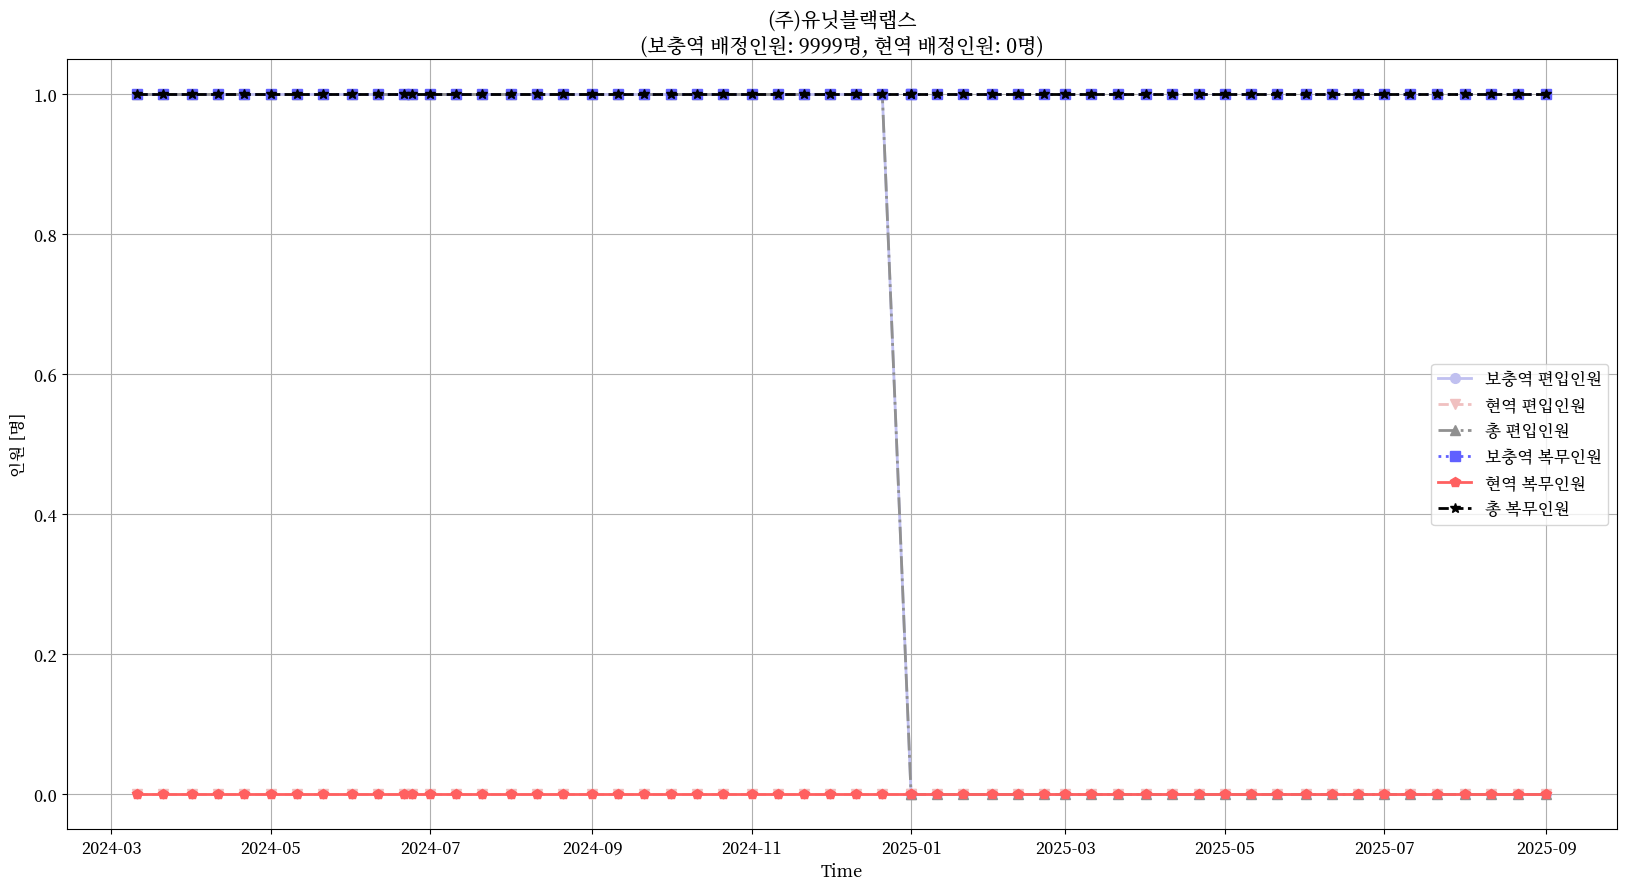 (주)유닛블랙랩스
(보충역 배정인원: 9999명, 현역 배정인원: 0명)
인원 [명]
1.0
0.8
0.6
0.4
0.2
0.0
보충역 편입인원
현역 편입인원
총 편입인원
보충역 복무인원
현역 복무인원
총 복무인원
2024-03 2024-05 2024-07 2024-09 2024-11 2025-01 2025-03 2025-05 2025-07 2025-09
Time